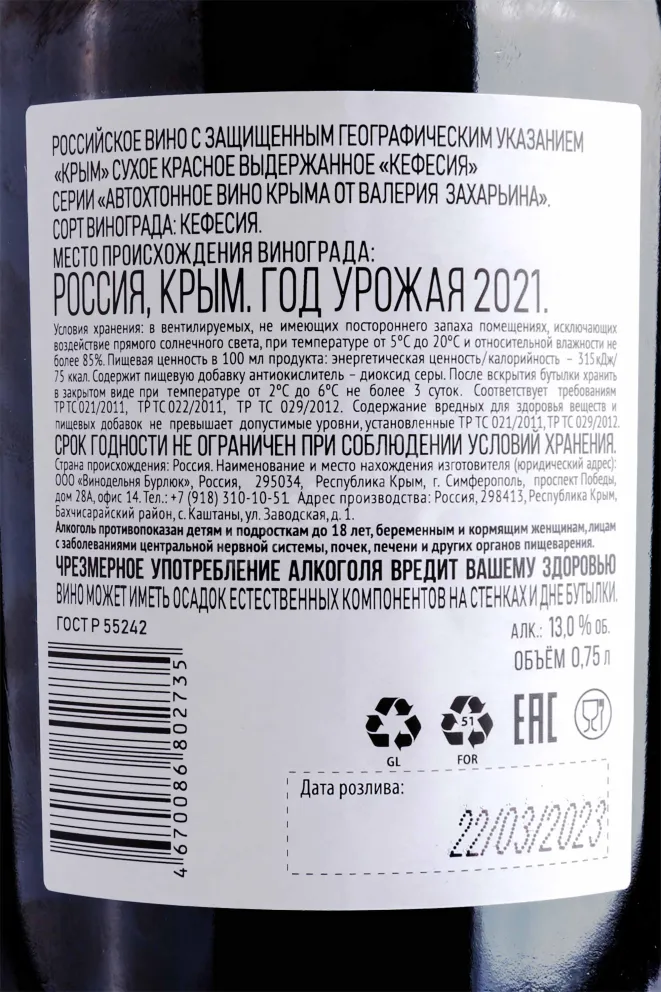 РОССИЙСКОЕ ВИНО С ЗАЩИЩЕННЫМ ГЕОГРАФИЧЕСКИМ УКАЗАНИЕМ
«КРЫМ» СУХОЕ КРАСНОЕ ВЫДЕРЖАННОЕ «КЕФЕСИЯ»
СЕРИИ «АВТОХТОННОЕ ВИНО КРЫМА ОТ ВАЛЕРИЯ ЗАХАРЬИНА».
СОРТ ВИНОГРАДА: КЕФЕСИЯ.
МЕСТО ПРОИСХОЖДЕНИЯ ВИНОГРАДА:
РОССИЯ, КРЫМ. ГОД УРОЖАЯ 2021.
Условия хранения: в вентилируемых, не имеющих постороннего запаха помещениях, исключающих
воздействие прямого солнечного света, при температуре от 5°С до 20°С и относительной влажности не
более 85%. Пищевая ценность в 100 мл продукта: энергетическая ценность/калорийность – 315 кДж/
75 ккал. Содержит пищевую добавку антиокислитель – диоксид серы. После вскрытия бутылки хранить
в закрытом виде при температуре от 2°С до 6°С не более 3 суток. Соответствует требованиям
ТР ТС 021/2011, ТР ТС 022/2011, ТР ТС 029/2012. Содержание вредных для здоровья веществ и
пищевых добавок не превышает допустимые уровни, установленные ТР ТС 021/2011, ТР ТС 029/2012.
СРОК ГОДНОСТИ НЕ ОГРАНИЧЕН ПРИ СОБЛЮДЕНИИ УСЛОВИЙ ХРАНЕНИЯ.
Страна происхождения: Россия. Наименование и место нахождения изготовителя (юридический адрес):
ООО «Винодельня Бурлюк», Россия, 295034, Республика Крым, г. Симферополь, проспект Победы,
дом 28А, офис 14. Тел.: +7 (918) 310-10-51. Адрес производства: Россия, 298413, Республика Крым,
Бахчисарайский район, с. Каштаны, ул. Заводская, д. 1.
Алкоголь противопоказан детям и подросткам до 18 лет, беременным и кормящим женщинам, лицам
с заболеваниями центральной нервной системы, почек, печени и других органов пищеварения.
ЧРЕЗМЕРНОЕ УПОТРЕБЛЕНИЕ АЛКОГОЛЯ ВРЕДИТ ВАШЕМУ ЗДОРОВЬЮ
ВИНО МОЖЕТ ИМЕТЬ ОСАДОК ЕСТЕСТВЕННЫХ КОМПОНЕНТОВ НА СТЕНКАХ И ДНЕ БУТЫЛКИ.
ГОСТ Р 55242
АЛК.: 13,0 % ОБ.
ОБЪЁМ 0,75 л
4 670086 802735
GL
51
FOR
EAC
Дата розлива:
22/03/2023